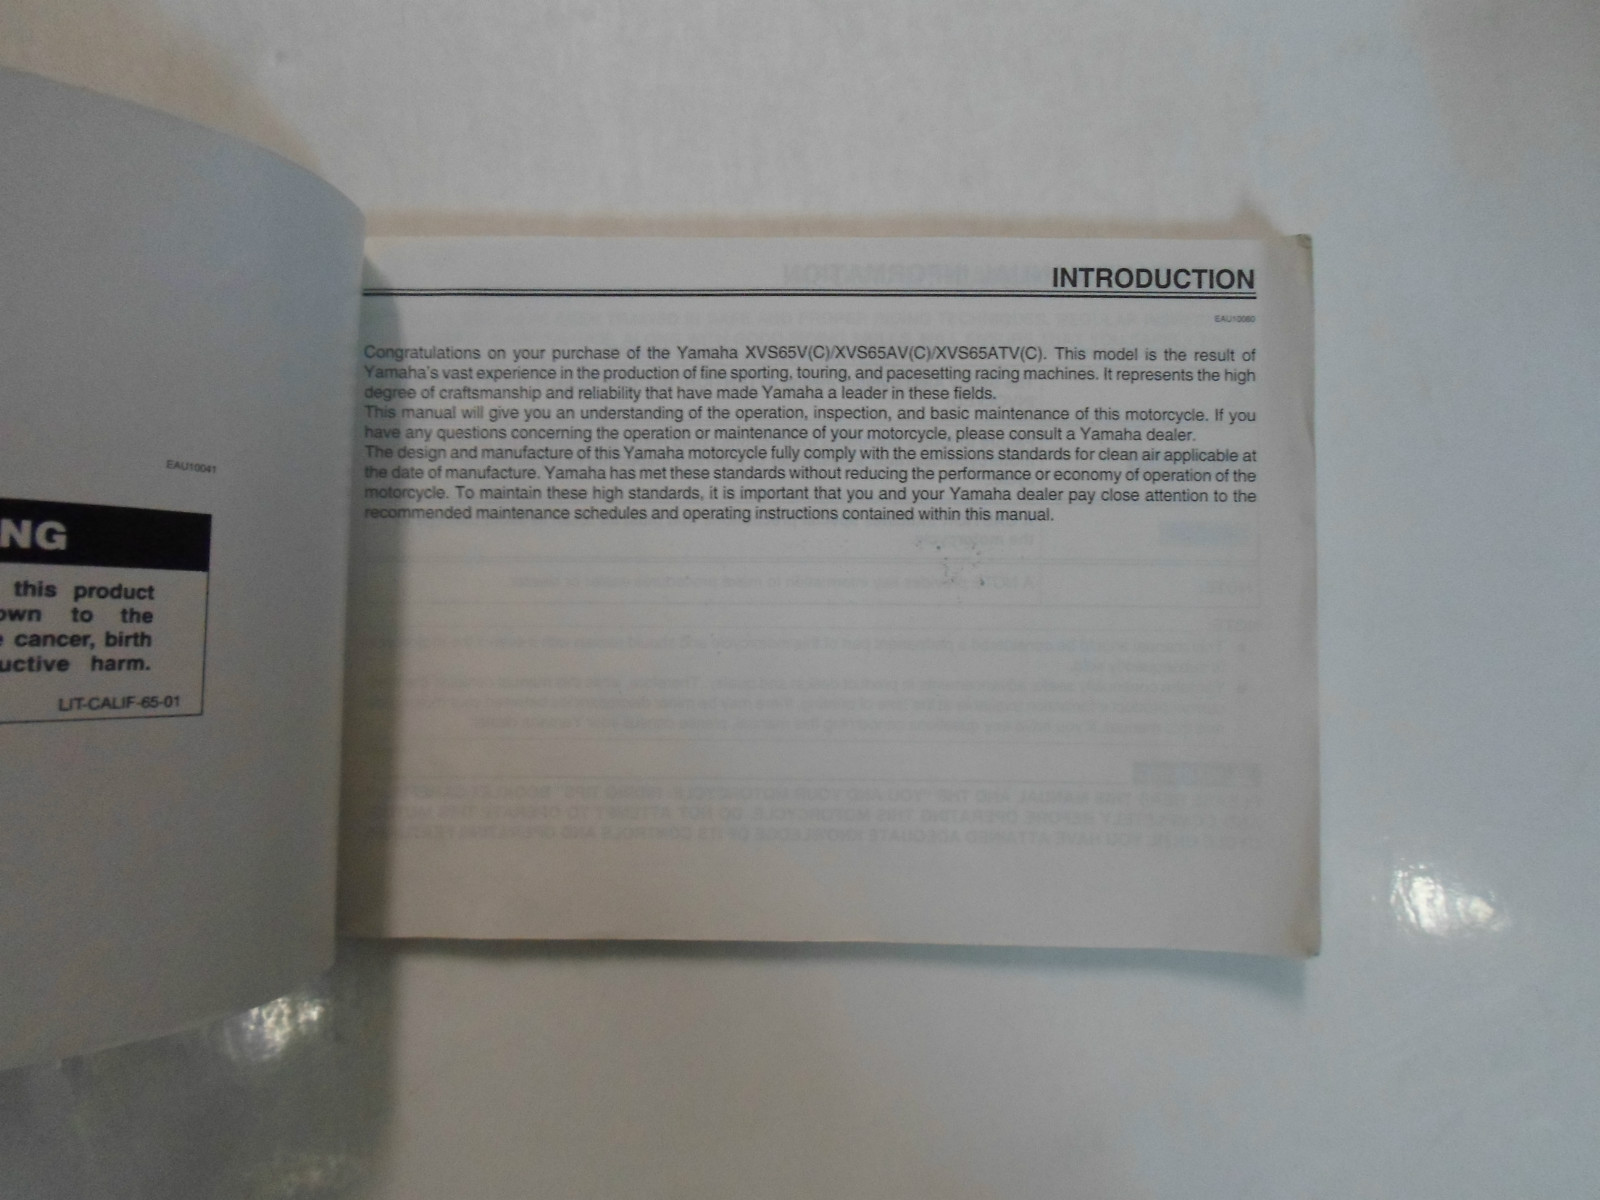 EAU10041
NG
this product
own to the
cancer, birth
uctive harm.
LIT-CALIF-65-01
INTRODUCTION
EAU10080
Congratulations on your purchase of the Yamaha XVS65V(C)/XVS65AV(C)/XVS65ATV(C). This model is the result of
Yamaha's vast experience in the production of fine sporting, touring, and pacesetting racing machines. It represents the high
degree of craftsmanship and reliability that have made Yamaha a leader in these fields.
This manual will give you an understanding of the operation, inspection, and basic maintenance of this motorcycle. If you
have any questions concerning the operation or maintenance of your motorcycle, please consult a Yamaha dealer.
The design and manufacture of this Yamaha motorcycle fully comply with the emissions standards for clean air applicable at
the date of manufacture. Yamaha has met these standards without reducing the performance or economy of operation of the
motorcycle. To maintain these high standards, it is important that you and your Yamaha dealer pay close attention to the
recommended maintenance schedules and operating instructions contained within this manual.